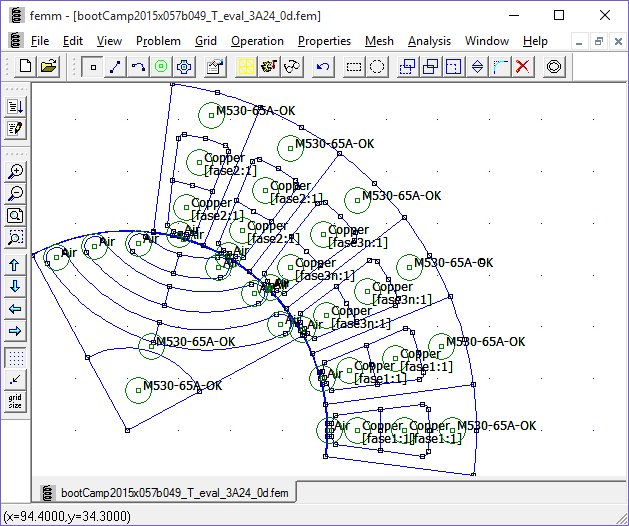 femm - [bootCamp2015x057b049_T_eval_3A24_0d.fem]
File Edit View Problem Grid Operation Properties Mesh Analysis Window Help
M530-65A-OK
M530-65A-OK
Copper
[fase2:1]
Copper
[fase2:1]
M530-65A-OK
Copper
[fase2:1]
Copper
[fase2:1]
Copper
[fase3n:1]
Air
Air
Air
Air
Air
Air
Copper
[fase3n:1]
M530-65A-OK
Air
Air
Copper
[fase3n:1]
Copper
[fase3n:1]
Air
Air
M530-65A-OK
M530-65A-OK
Copper
[fase1:1]
Copper
[fase1:1]
Air
M530-65A-OK
Air
Copper
[fase1:1]
Copper
[fase1:1]
M530-65A-OK
grid
size
bootCamp2015x057b049_T_eval_3A24_0d.fem
(x=94.4000,y=34.3000)